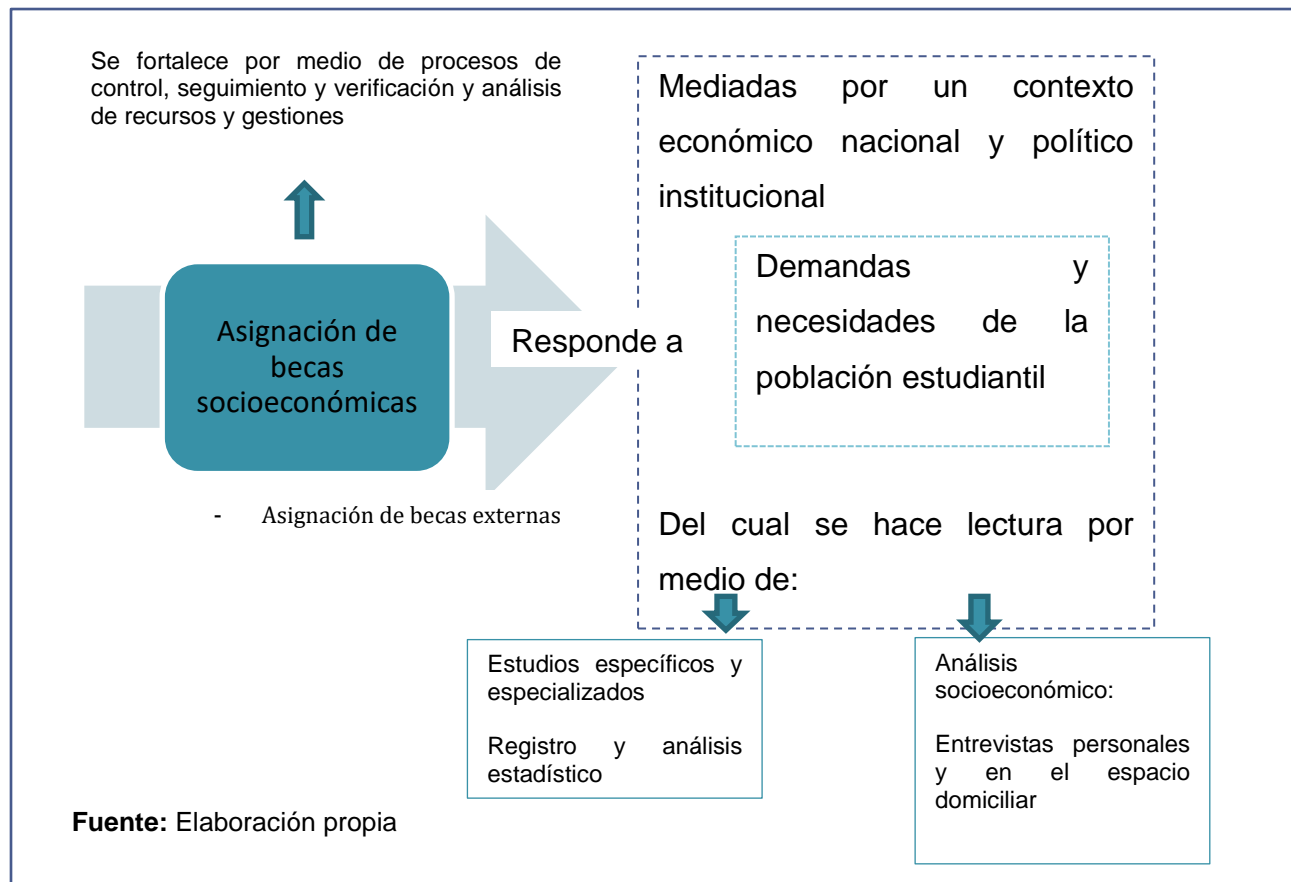 Se fortalece por medio de procesos de
control, seguimiento y verificación y análisis
de recursos y gestiones
Asignación de
becas
socioeconómicas
- Asignación de becas externas
Responde a
Mediadas por un contexto
económico nacional y político
institucional
Demandas y
necesidades de la
población estudiantil
Del cual se hace lectura por
medio de:
Estudios específicos y
especializados
Registro y análisis
estadístico
Análisis
socioeconómico:
Entrevistas personales
y en el espacio
domiciliar
Fuente: Elaboración propia